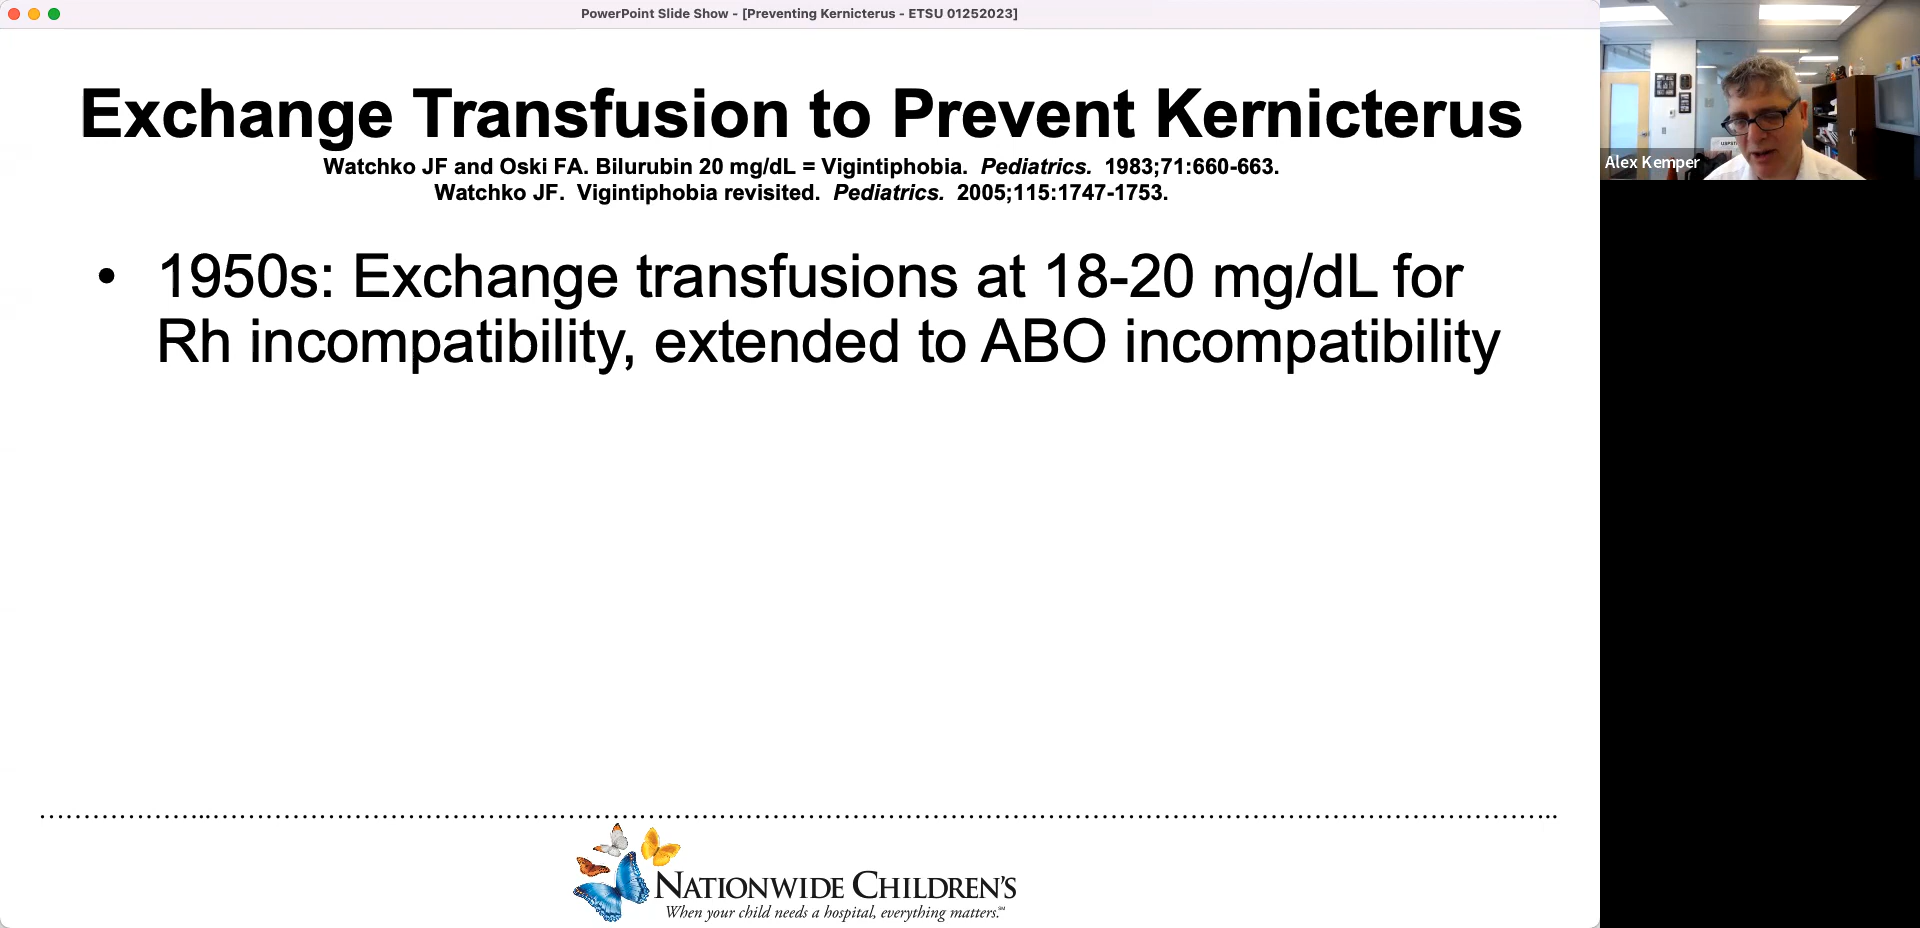 PowerPoint Slide Show - [Preventing Kernicterus - ETSU 01252023]
Exchange Transfusion to Prevent Kernicterus
Watchko JF and Oski FA. Bilurubin 20 mg/dL = Vigintiphobia. Pediatrics. 1983;71:660-663.
Watchko JF. Vigintiphobia revisited. Pediatrics. 2005;115:1747-1753.
• 1950s: Exchange transfusions at 18-20 mg/dL for
Rh incompatibility, extended to ABO incompatibility
NATIONWIDE CHILDREN'S
When your child needs a hospital, everything matters.℠
Alex Kemper